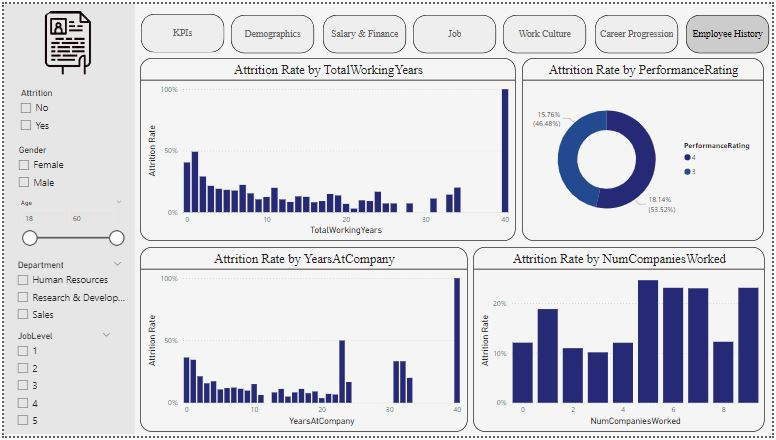 KPIs
Demographics
Salary & Finance
Job
Work Culture
Career Progression
Employee History
Attrition
No
Yes
Gender
Female
Male
Age
18 60
Department
Human Resources
Research & Develop...
Sales
JobLevel
1
2
3
4
5
Attrition Rate by TotalWorkingYears
Attrition Rate
100%
50%
0%
0 10 20 30 40
TotalWorkingYears
Attrition Rate by PerformanceRating
15.76%
(46.48%)
18.14%
(53.52%)
PerformanceRating
4
3
Attrition Rate by YearsAtCompany
Attrition Rate
100%
50%
0%
0 10 20 30 40
YearsAtCompany
Attrition Rate by NumCompaniesWorked
Attrition Rate
20%
10%
0%
0 2 4 6 8
NumCompaniesWorked